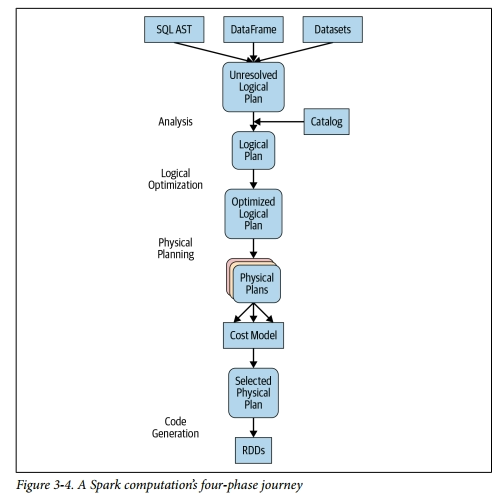 SQL AST
DataFrame
Datasets
Unresolved
Logical
Plan
Analysis
Catalog
Logical
Plan
Logical
Optimization
Optimized
Logical
Plan
Physical
Planning
Physical
Plans
Cost Model
Selected
Physical
Plan
Code
Generation
RDDs
Figure 3-4. A Spark computation's four-phase journey